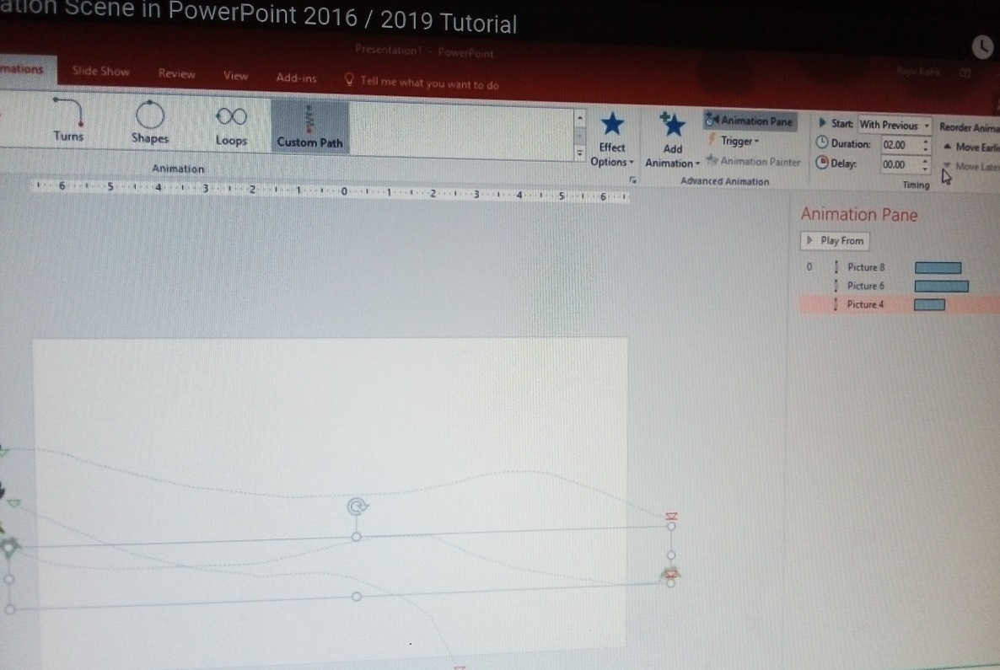 ation Scene in PowerPoint 2016 / 2019 Tutorial
Presentation1 - PowerPoint
Rajiv Kohli
mations Slide Show Review View Add-ins Tell me what you want to do
Turns Shapes Loops Custom Path
Effect Options
Add Animation
Animation Pane
Trigger
Animation Painter
Start: With Previous
Duration: 02.00
Delay: 00.00
Reorder Anima
Move Earlie
Move Later
Animation Advanced Animation Timing
6 5 4 3 2 1 0 1 2 3 4 5 6
Animation Pane
Play From
0 Picture 8
Picture 6
Picture 4